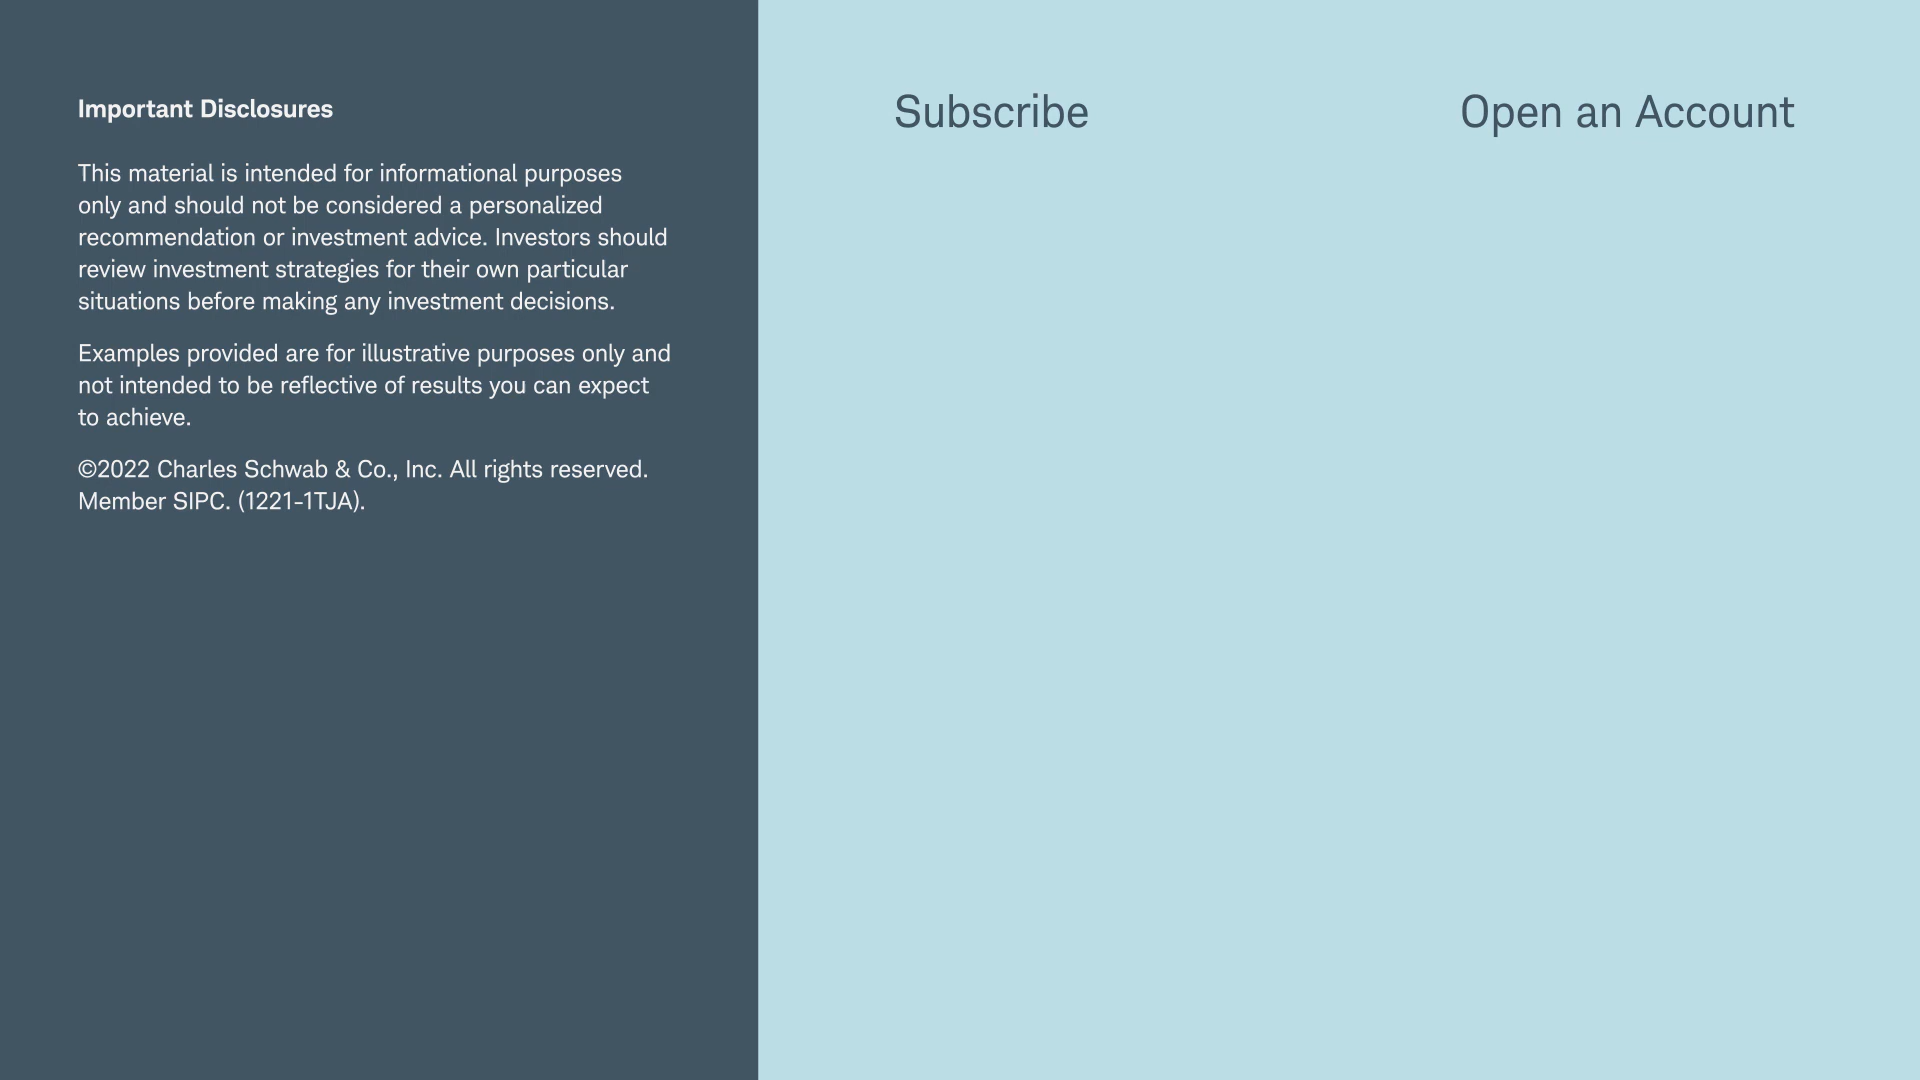 Important Disclosures
This material is intended for informational purposes
only and should not be considered a personalized
recommendation or investment advice. Investors should
review investment strategies for their own particular
situations before making any investment decisions.
Examples provided are for illustrative purposes only and
not intended to be reflective of results you can expect
to achieve.
©2022 Charles Schwab & Co., Inc. All rights reserved.
Member SIPC. (1221-1TJA).
Subscribe
Open an Account